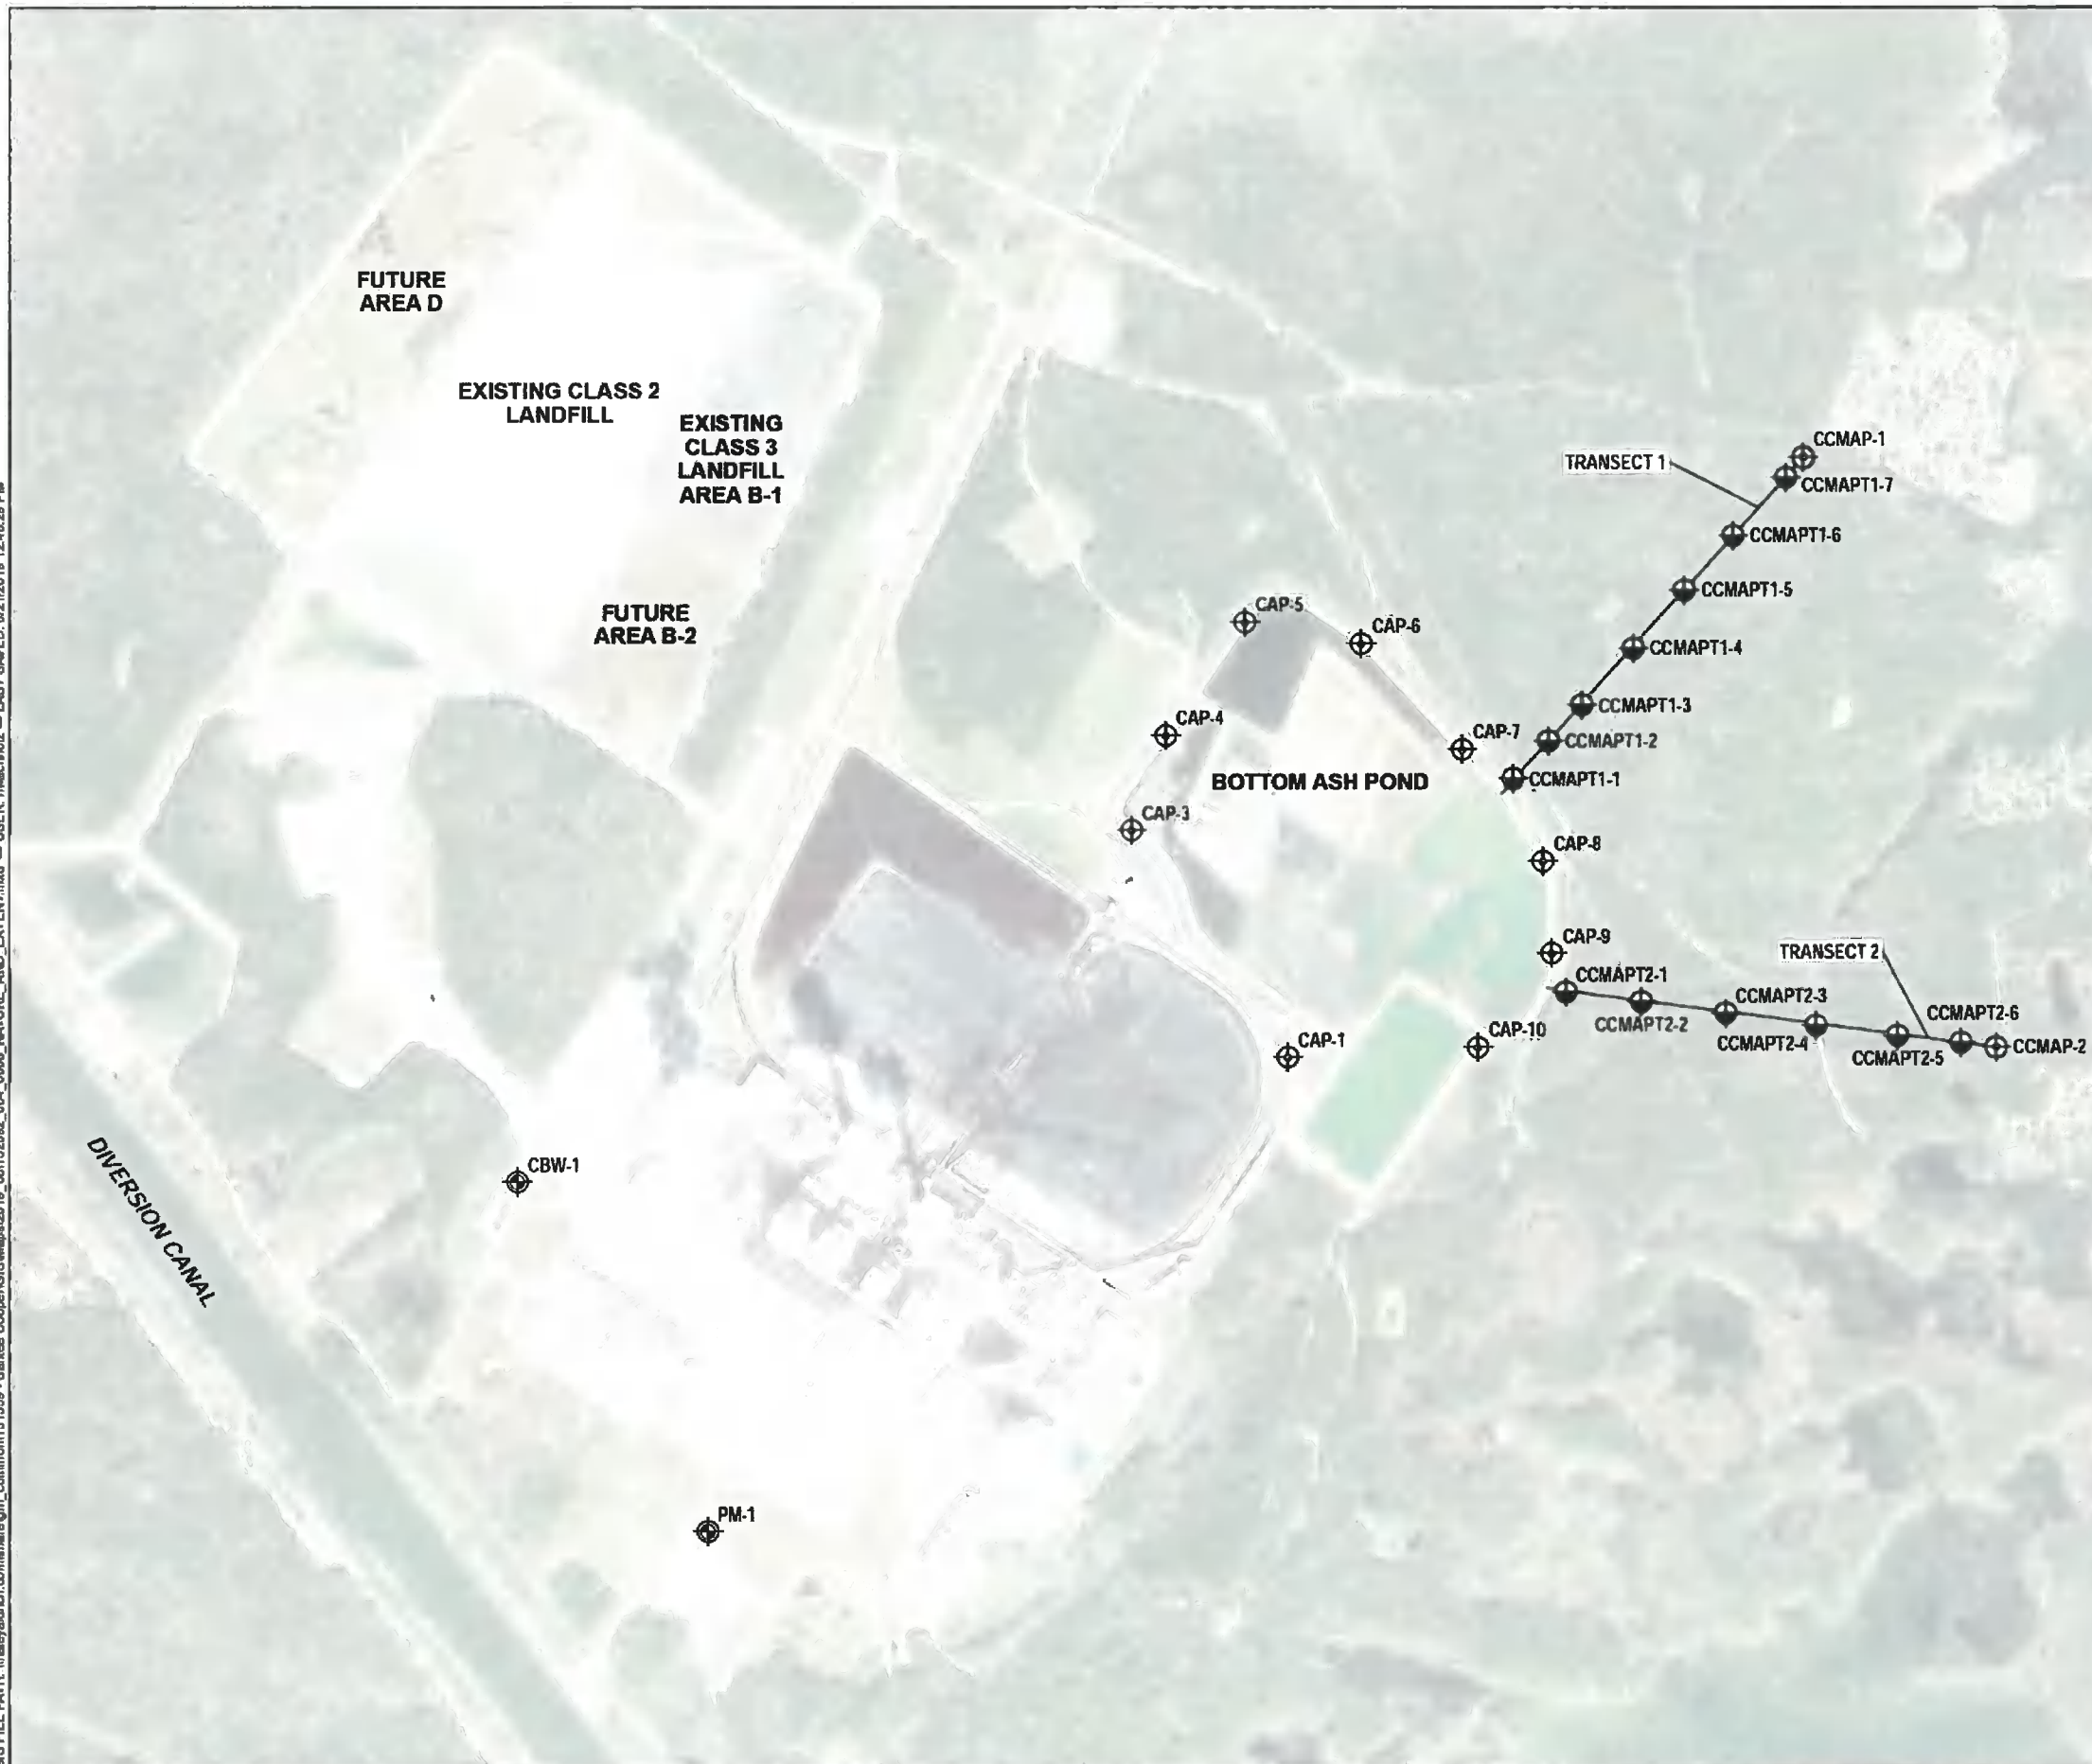 FUTURE
AREA D
EXISTING CLASS 2
LANDFILL
EXISTING
CLASS 3
LANDFILL
AREA B-1
FUTURE
AREA B-2
CCMAP-1
TRANSECT 1
CCMAPT1-7
CCMAPT1-6
CCMAPT1-5
CCMAPT1-4
CCMAPT1-3
CCMAPT1-2
CCMAPT1-1
CAP-5
CAP-6
CAP-4
CAP-7
BOTTOM ASH POND
CAP-3
CAP-8
CAP-9
TRANSECT 2
CCMAPT2-1
CCMAPT2-2
CCMAPT2-3
CCMAPT2-4
CCMAPT2-5
CCMAPT2-6
CCMAP-2
CAP-10
CAP-1
CBW-1
DIVERSION CANAL
PM-1